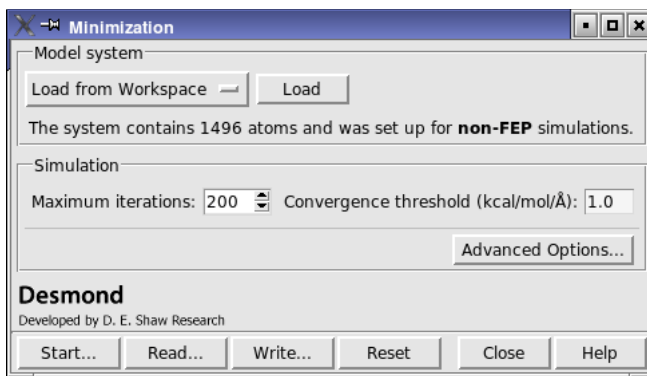 Minimization
Model system
Load from Workspace Load
The system contains 1496 atoms and was set up for non-FEP simulations.
Simulation
Maximum iterations: 200 Convergence threshold (kcal/mol/Å): 1.0
Advanced Options...
Desmond
Developed by D. E. Shaw Research
Start... Read... Write... Reset Close Help